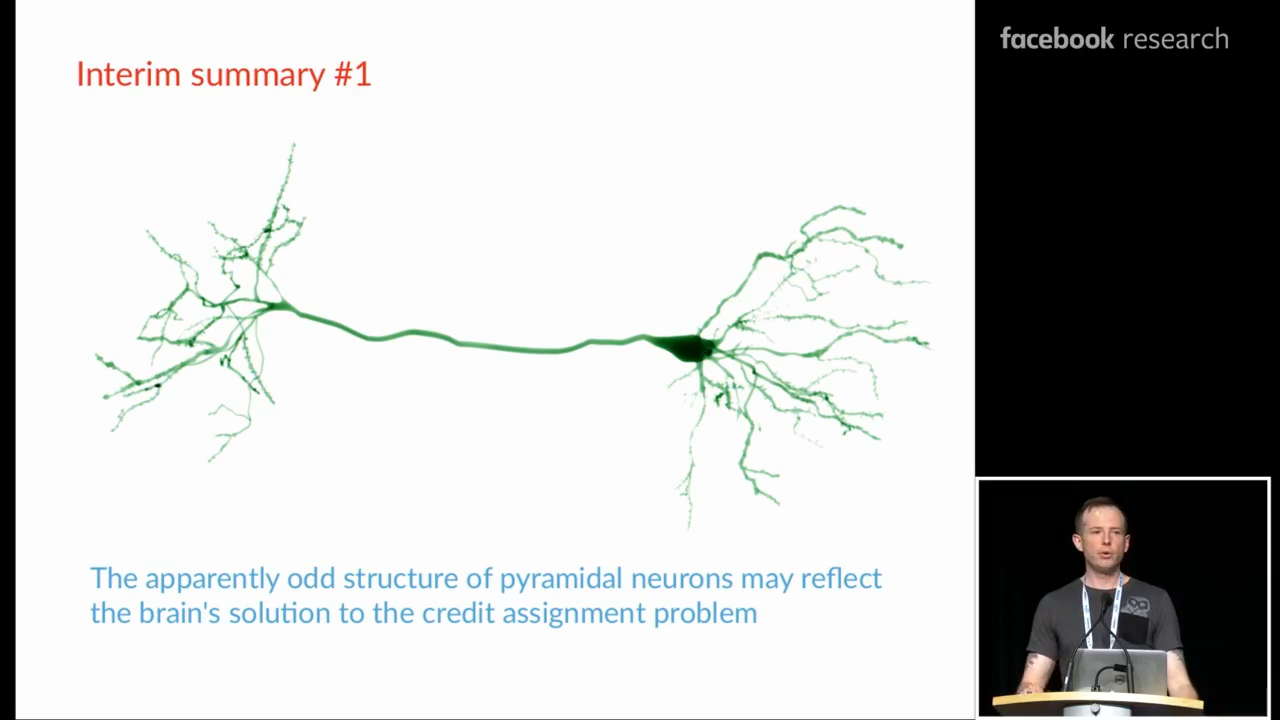 Interim summary #1
facebook research
The apparently odd structure of pyramidal neurons may reflect
the brain's solution to the credit assignment problem